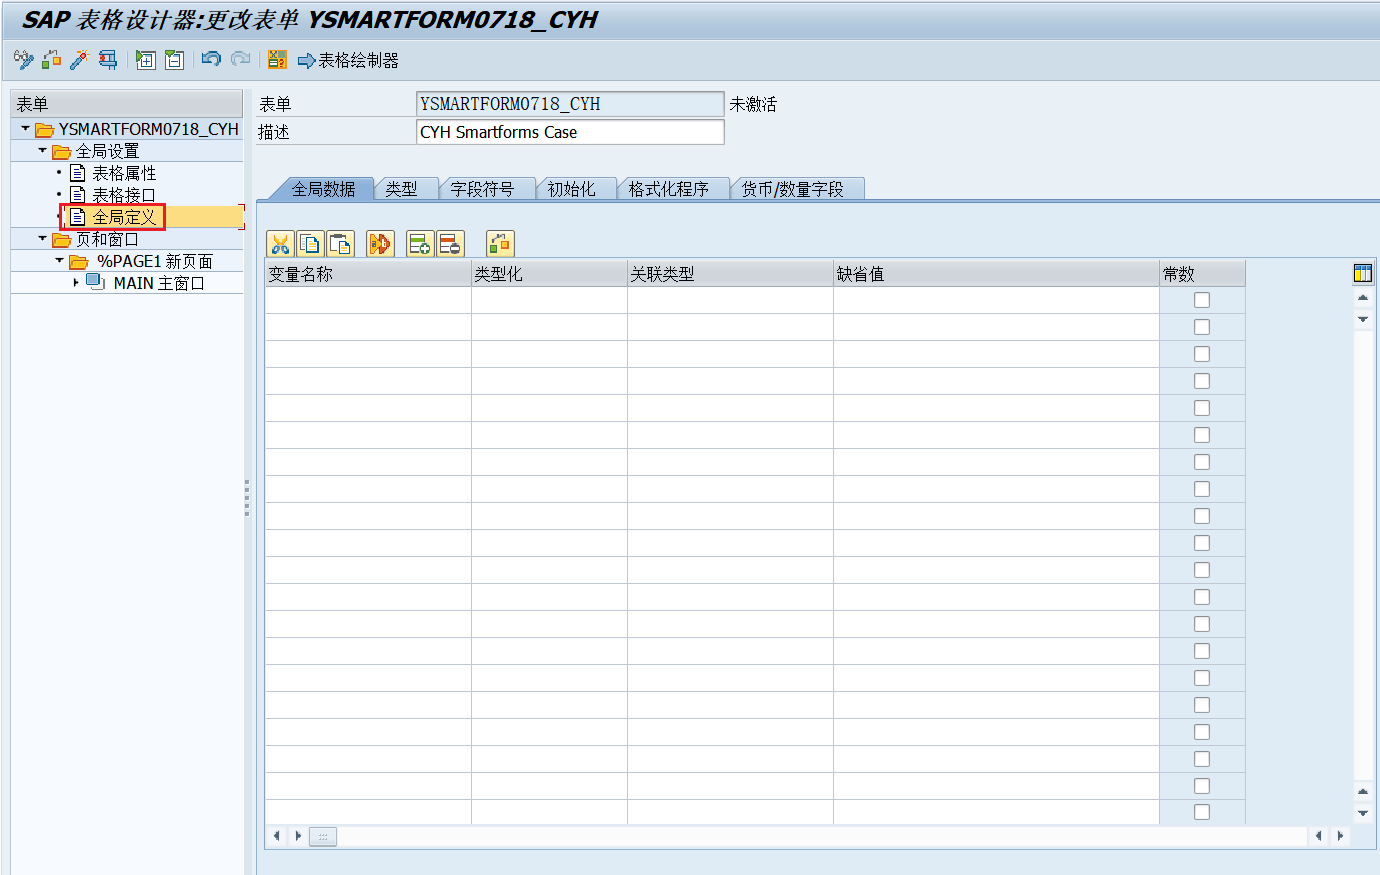 SAP 表格设计器:更改表单 YSMARTFORM0718_CYH
表格绘制器
表单
YSMARTFORM0718_CYH
全局设置
表格属性
表格接口
全局定义
页和窗口
%PAGE1 新页面
MAIN 主窗口
表单 YSMARTFORM0718_CYH 未激活
描述 CYH Smartforms Case
全局数据 类型 字段符号 初始化 格式化程序 货币/数量字段
变量名称 类型化 关联类型 缺省值 常数